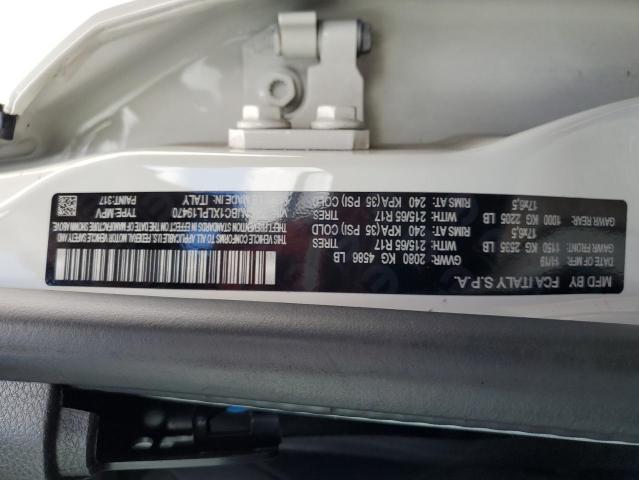 MFD BY FCA ITALY S.P.A.
DATE OF MFR 11/19 GVWR: 2080 KG 4586 LB
GAWR FRONT: 1150 KG 2535 LB WITH: 215/65 R17 TIRES
17x6.5 RIMS AT: 240 KPA (35 PSI) COLD
GAWR REAR: 1000 KG 2205 LB WITH: 215/65 R17 TIRES
17x6.5 RIMS AT: 240 KPA (35 PSI) COLD
THIS VEHICLE CONFORMS TO ALL APPLICABLE U.S.A. FEDERAL MOTOR VEHICLE SAFETY AND THEFT PREVENTION STANDARDS IN EFFECT ON THE DATE OF MANUFACTURE SHOWN ABOVE.
MADE IN: ITALY
TYPE: MPV
PAINT: 317